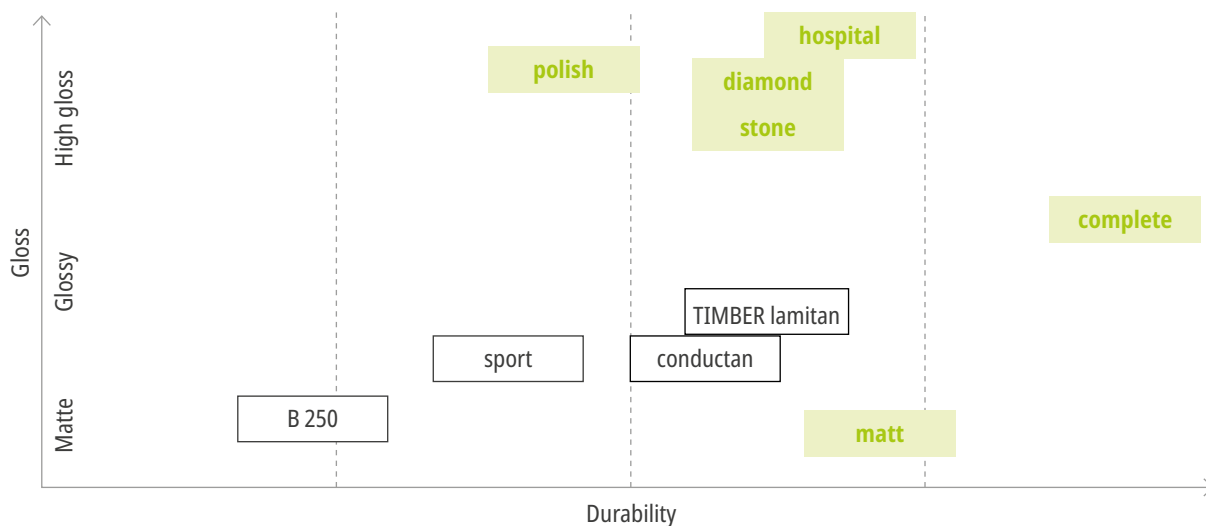 Gloss
High gloss
Glossy
Matte
hospital
polish
diamond
stone
complete
TIMBER lamitan
sport
conductan
B 250
matt
Durability